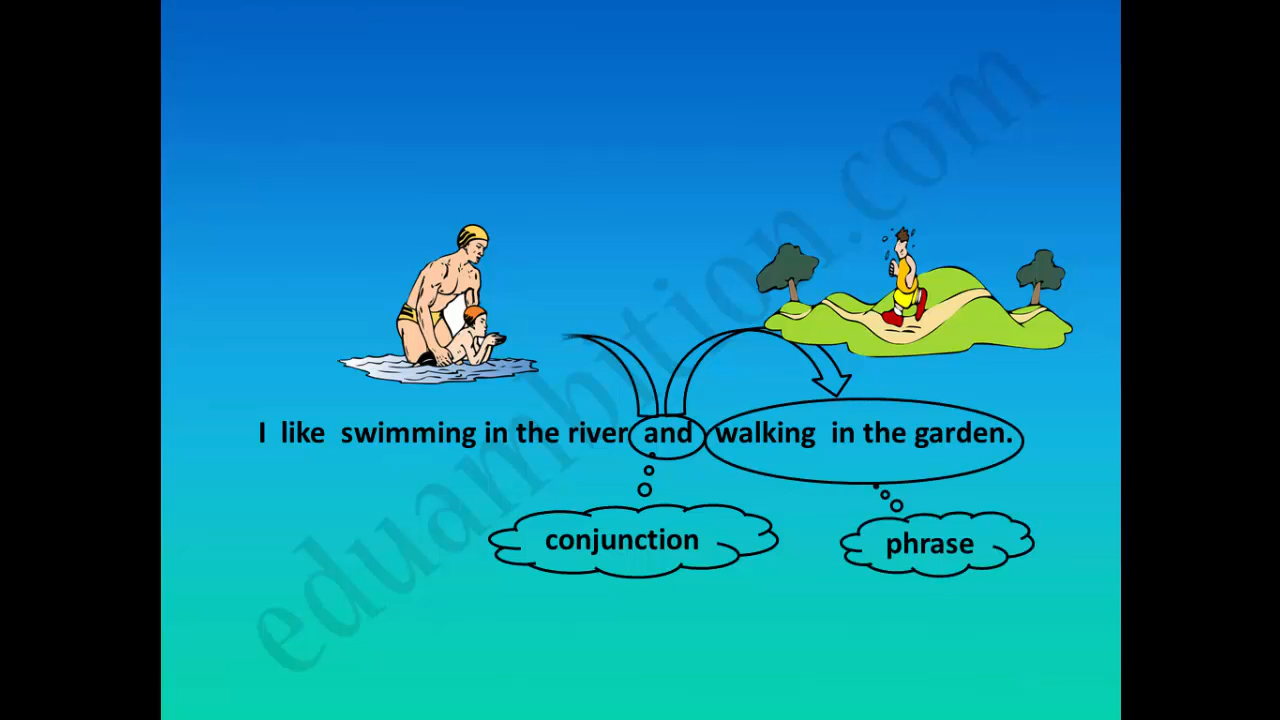 eduambition.com
I like swimming in the river and walking in the garden.
conjunction
phrase